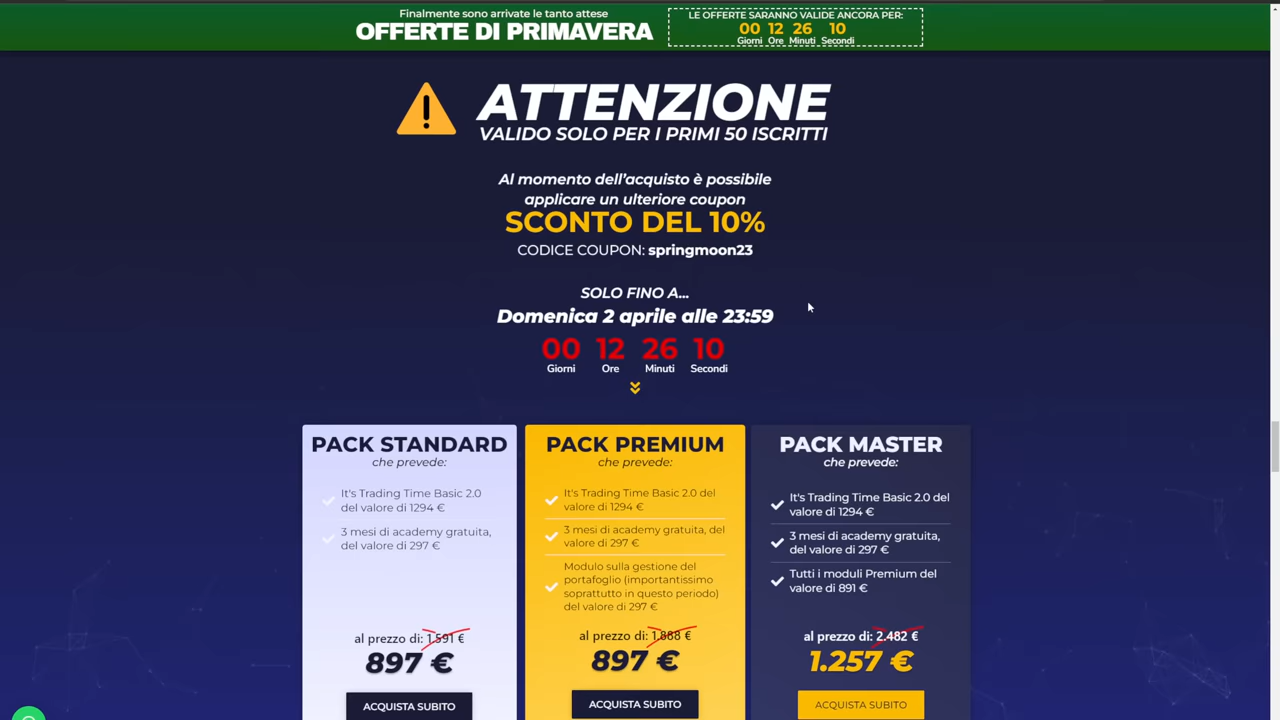 Finalmente sono arrivate le tanto attese
OFFERTE DI PRIMAVERA
LE OFFERTE SARANNO VALIDE ANCORA PER:
00 12 26 10
Giorni Ore Minuti Secondi
ATTENZIONE
VALIDO SOLO PER I PRIMI 50 ISCRITTI
Al momento dell'acquisto è possibile
applicare un ulteriore coupon
SCONTO DEL 10%
CODICE COUPON: springmoon23
SOLO FINO A...
Domenica 2 aprile alle 23:59
00 12 26 10
Giorni Ore Minuti Secondi
PACK STANDARD
che prevede:
It's Trading Time Basic 2.0
del valore di 1294 €
3 mesi di academy gratuita,
del valore di 297 €
al prezzo di: 1.591 €
897 €
ACQUISTA SUBITO
PACK PREMIUM
che prevede:
It's Trading Time Basic 2.0 del
valore di 1294 €
3 mesi di academy gratuita, del
valore di 297 €
Modulo sulla gestione del
portafoglio (importantissimo
soprattutto in questo periodo)
del valore di 297 €
al prezzo di: 1.888 €
897 €
ACQUISTA SUBITO
PACK MASTER
che prevede:
It's Trading Time Basic 2.0 del
valore di 1294 €
3 mesi di academy gratuita,
del valore di 297 €
Tutti i moduli Premium del
valore di 891 €
al prezzo di: 2.482 €
1.257 €
ACQUISTA SUBITO